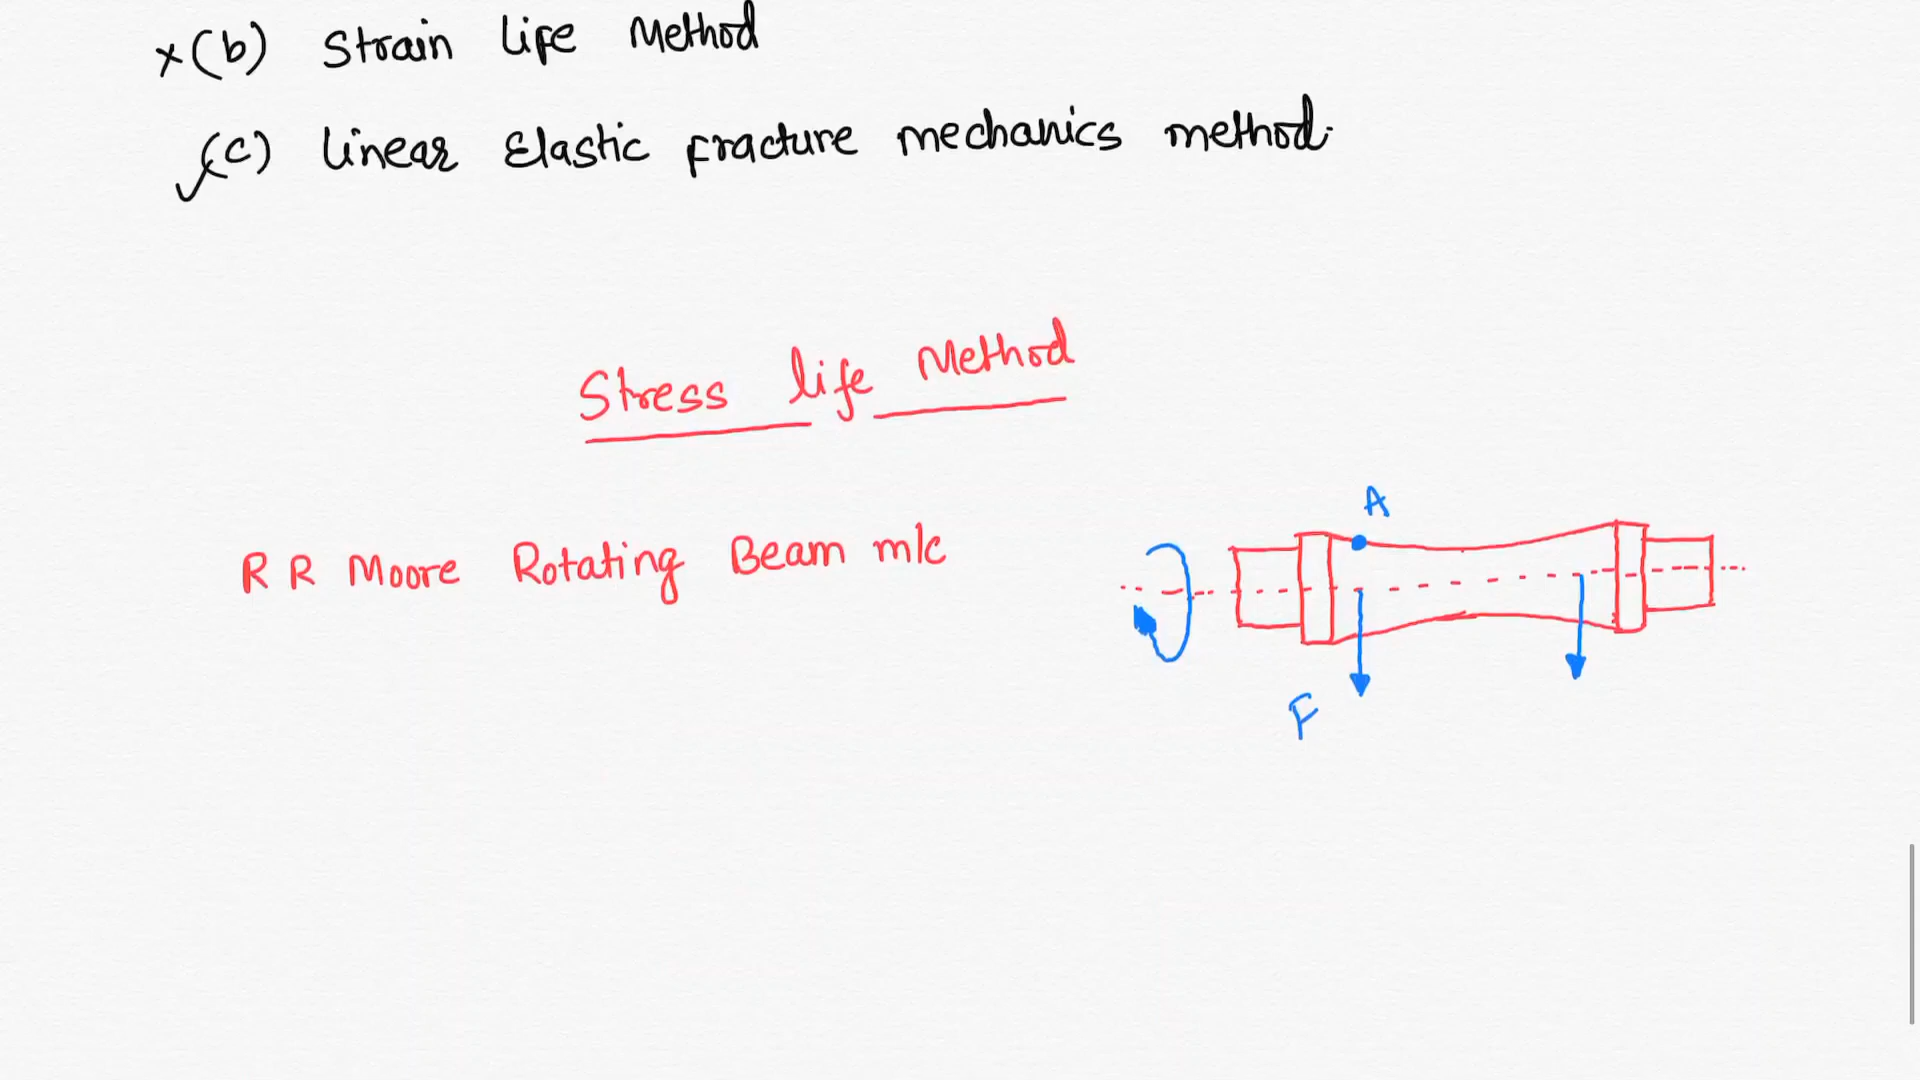 ×(b) Strain Life Method
✓(c) Linear Elastic Fracture mechanics method.
Stress life Method
A
R R Moore Rotating Beam m/c
F